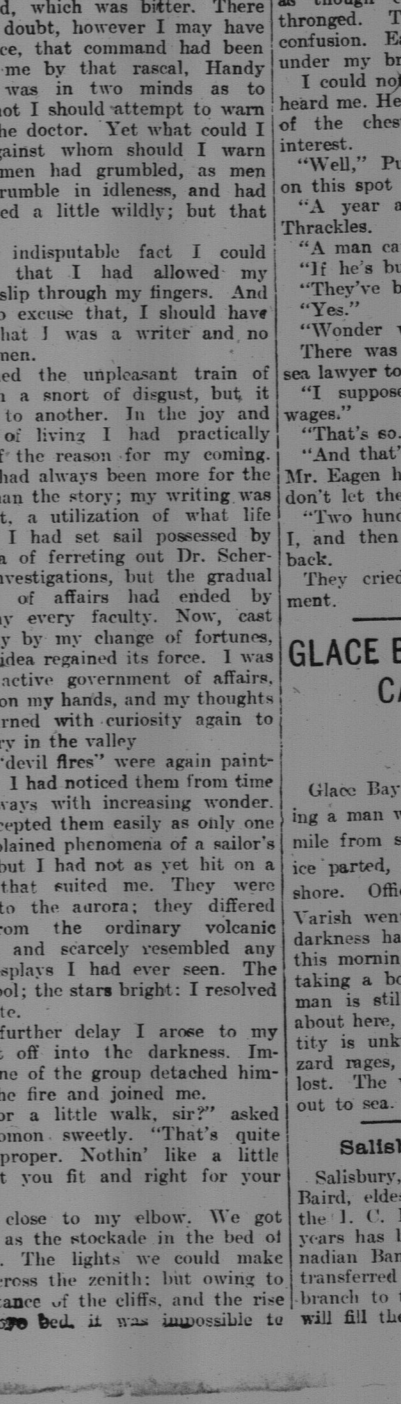 d, which was bitter. There
doubt, however I may have
ce, that command had been
me by that rascal, Handy
was in two minds as to
not I should attempt to warn
he doctor. Yet what could I
gainst whom should I warn
men had grumbled, as men
rumble in idleness, and had
ed a little wildly; but that
indisputable fact I could
that I had allowed my
slip through my fingers. And
o excuse that, I should have
hat I was a writer and no
men.
ed the unpleasant train of
a snort of disgust, but it
to another. In the joy and
of living I had practically
f the reason for my coming.
had always been more for the
han the story; my writing was
t, a utilization of what life
I had set sail possessed by
a of ferreting out Dr. Scher-
nvestigations, but the gradual
of affairs had ended by
ny every faculty. Now, cast
y by my change of fortunes,
idea regained its force. I was
active government of affairs,
on my hands, and my thoughts
rned with curiosity again to
ry in the valley
"devil fires" were again paint-
I had noticed them from time
ways with increasing wonder.
cepted them easily as only one
plained phenomena of a sailor's
but I had not as yet hit on a
that suited me. They were
to the aurora; they differed
rom the ordinary volcanic
and scarcely resembled any
splays I had ever seen. The
ool; the stars bright: I resolved
te.
further delay I arose to my
t off into the darkness. Im-
ne of the group detached him-
he fire and joined me.
or a little walk, sir?" asked
omon sweetly. "That's quite
proper. Nothin' like a little
t you fit and right for your
close to my elbow. We got
as the stockade in the bed of
. The lights we could make
cross the zenith: but owing to
tance of the cliffs, and the rise
bed it was impossible to
as though
thronged. T
confusion. Ea
under my br
I could not
heard me. He
of the ches
interest.
"Well," Pu
on this spot
"A year a
Thrackles.
"A man ca
"If he's bu
"They've b
"Yes."
"Wonder
There was
sea lawyer to
"I suppose
wages."
"That's so.
"And that'
Mr. Eagen h
don't let the
"Two hund
I, and then
back.
They cried
ment.
GLACE B
CA
Glace Bay
ing a man w
mile from s
ice parted,
shore. Offi
Varish went
darkness ha
this mornin
taking a bo
man is still
about here,
tity is unk
zard rages,
lost. The
out to sea.
Salisb
Salisbury,
Baird, elde
the I. C.
years has b
nadian Ban
transferred
branch to t
will fill the